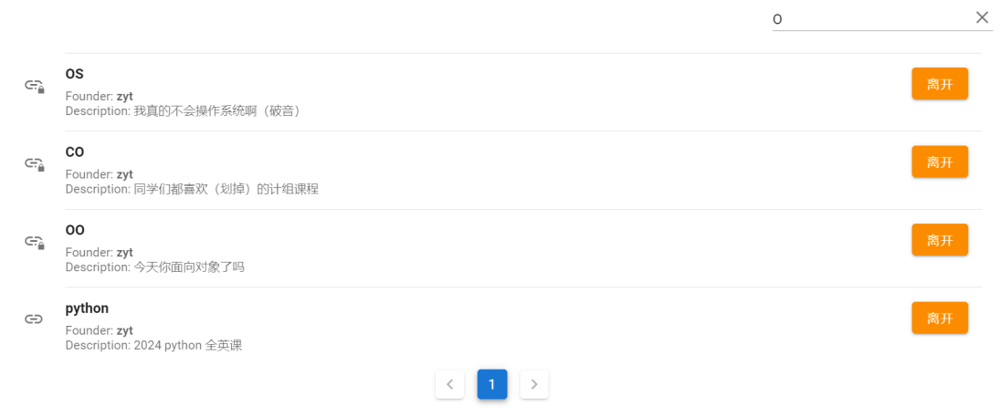 O
OS
离开
Founder: zyt
Description: 我真的不会操作系统啊（破音）
CO
离开
Founder: zyt
Description: 同学们都喜欢（划掉）的计组课程
OO
离开
Founder: zyt
Description: 今天你面向对象了吗
python
离开
Founder: zyt
Description: 2024 python 全英课
1